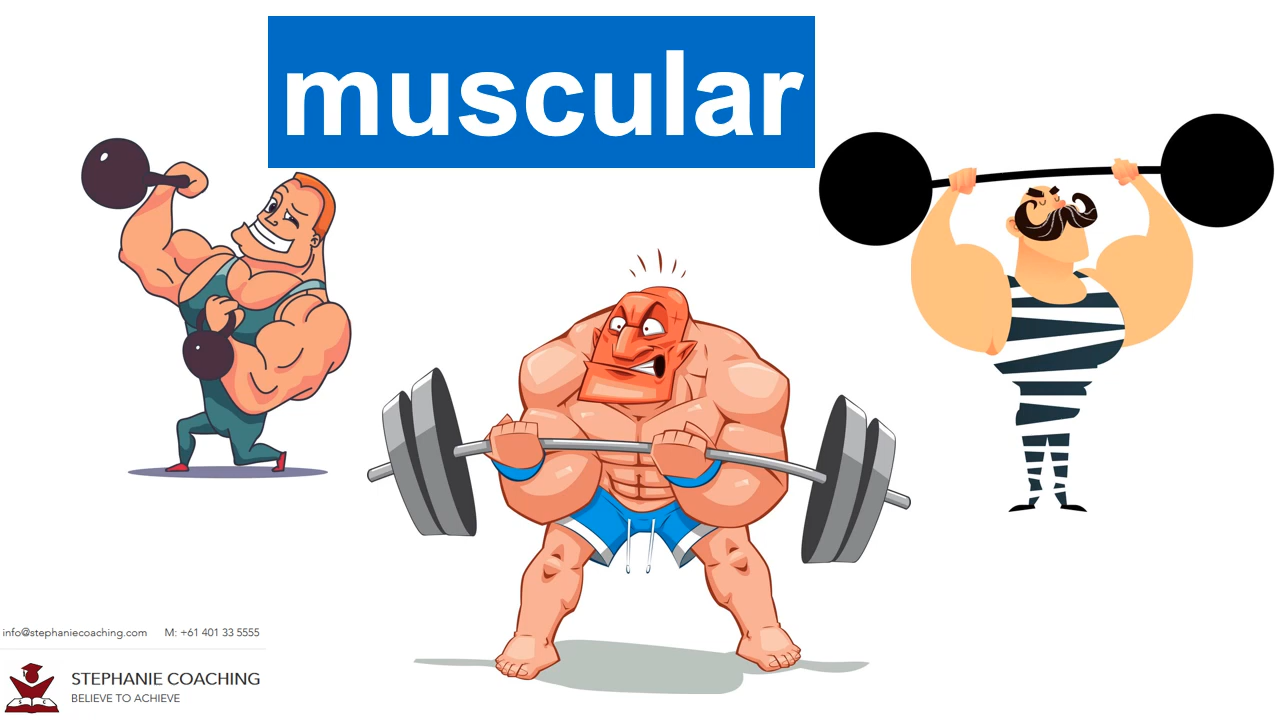 muscular
info@stephaniecoaching.com M: +61 401 33 5555
STEPHANIE COACHING
BELIEVE TO ACHIEVE
S C